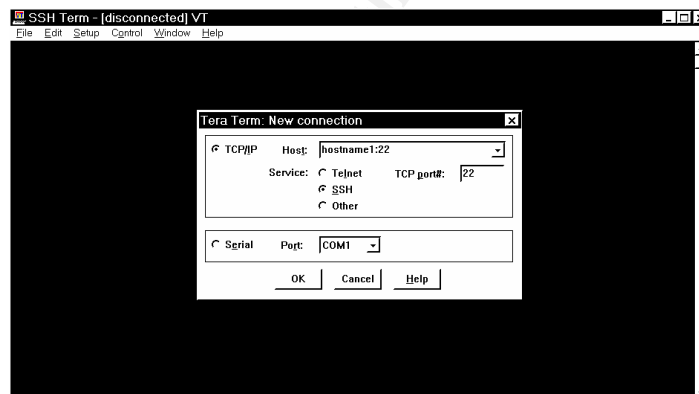 SSH Term - [disconnected] VT
File Edit Setup Control Window Help
Tera Term: New connection
TCP/IP Host: hostname1:22
Service: Telnet TCP port#: 22
SSH
Other
Serial Port: COM1
OK Cancel Help